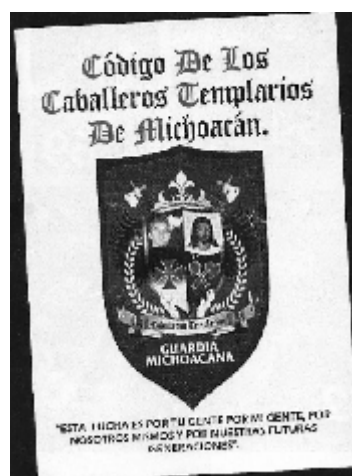 Código De Los
Caballeros Templarios
De Michoacán.
GUARDIA
MICHOACANA
"ESTA LUCHA ES POR TU GENTE POR MI GENTE, POR
NOSOTROS MISMOS Y POR NUESTRAS FUTURAS
GENERACIONES".